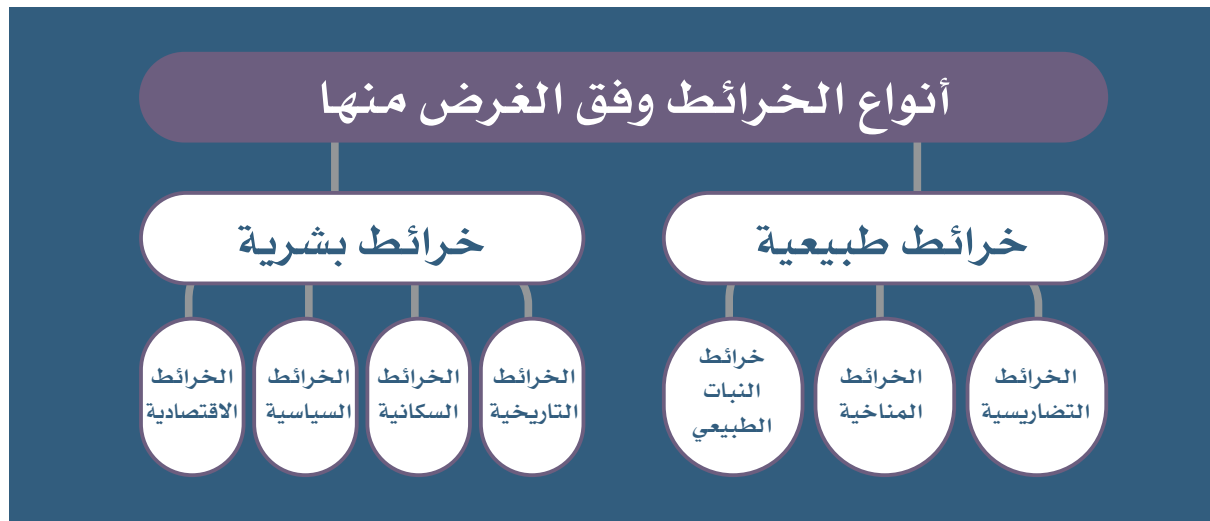 أنواع الخرائط وفق الغرض منها
خرائط طبيعية
خرائط بشرية
الخرائط
التضاريسية
الخرائط
المناخية
خرائط
النبات
الطبيعي
الخرائط
التاريخية
الخرائط
السكانية
الخرائط
السياسية
الخرائط
الاقتصادية